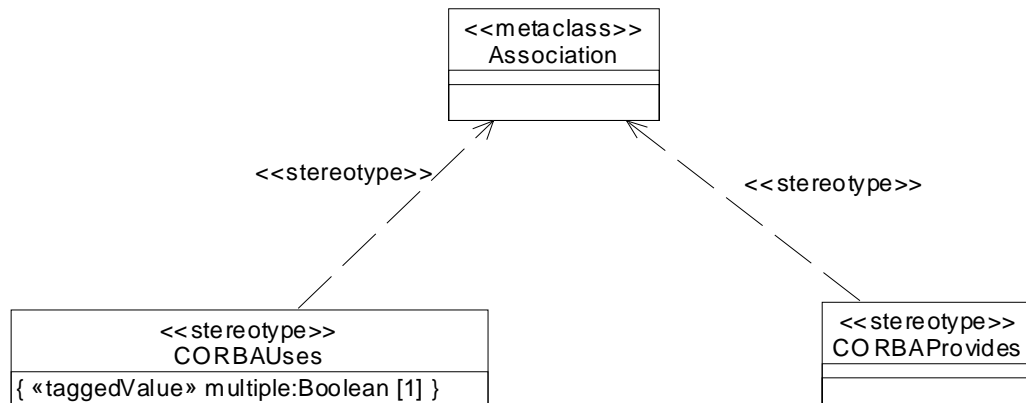 <<metaclass>>
Association
<<stereotype>>
<<stereotype>>
<<stereotype>>
CORBAUses
{ «taggedValue» multiple:Boolean [1] }
<<stereotype>>
CORBAProvides